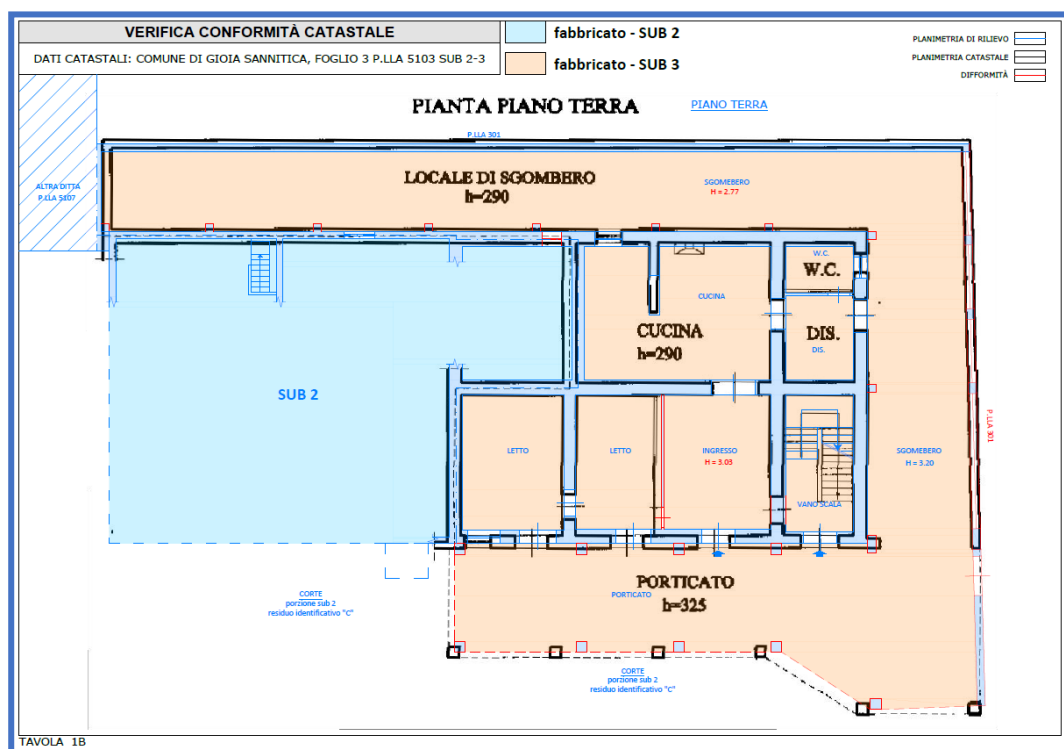 VERIFICA CONFORMITÀ CATASTALE
DATI CATASTALI: COMUNE DI GIOIA SANNITICA, FOGLIO 3 P.LLA 5103 SUB 2-3
fabbricato - SUB 2
fabbricato - SUB 3
PLANIMETRIA DI RILIEVO
PLANIMETRIA CATASTALE
DIFFORMITÀ
PIANTA PIANO TERRA
PIANO TERRA
P.LLA 301
ALTRA DITTA
P.LLA 5107
LOCALE DI SGOMBERO
h=290
SGOMEBERO
H = 2.77
W.C.
W.C.
CUCINA
CUCINA
h=290
DIS.
DIS.
SUB 2
LETTO
LETTO
INGRESSO
H = 3.03
VANO SCALA
SGOMEBERO
H = 3.20
P.LLA 301
PORTICATO
PORTICATO
h=325
CORTE
porzione sub 2
residuo identificativo "C"
CORTE
porzione sub 2
residuo identificativo "C"
TAVOLA 1B